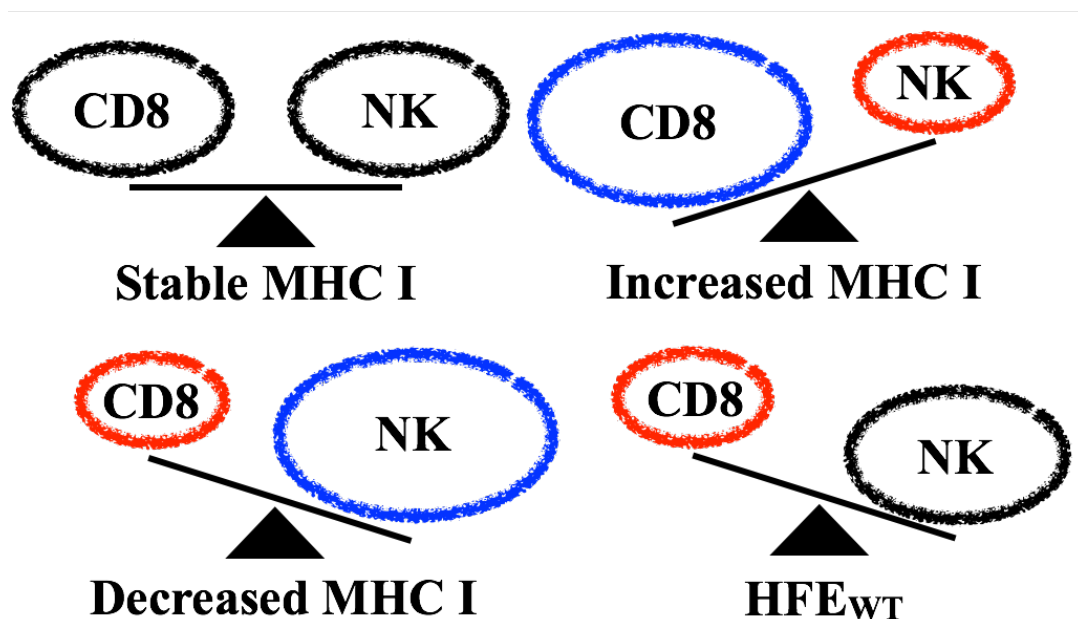 CD8
NK
Stable MHC I
CD8
NK
Increased MHC I
CD8
NK
Decreased MHC I
CD8
NK
HFEWT